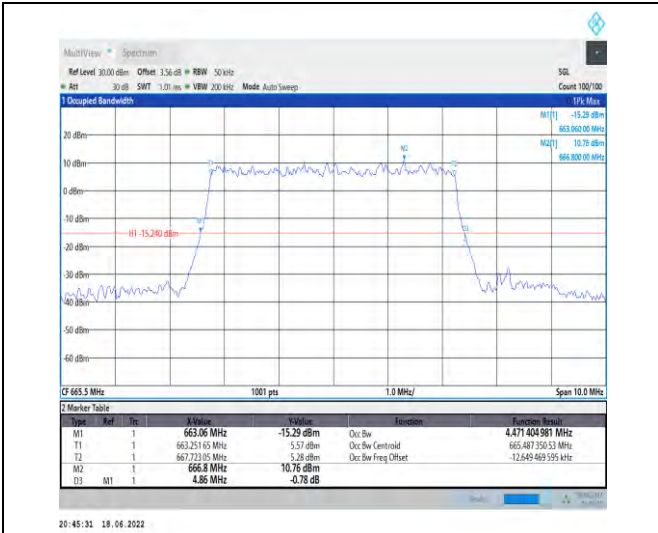 MultiView Spectrum
Ref Level 30.00 dBm Offset 3.56 dB RBW 50 kHz SGL
Att 30 dB SWT 1.01 ms VBW 200 kHz Mode Auto Sweep Count 100/100
1 Occupied Bandwidth 1Pk Max
M1[1] -15.29 dBm
663.060 00 MHz
M2[1] 10.76 dBm
666.800 00 MHz
20 dBm
M2
T1 T2
10 dBm
0 dBm
-10 dBm
M1
H1 -15.240 dBm
D3
-20 dBm
-30 dBm
-40 dBm
-50 dBm
-60 dBm
CF 665.5 MHz 1001 pts 1.0 MHz/ Span 10.0 MHz
2 Marker Table
Type Ref Trc X-Value Y-Value Function Function Result
M1 1 663.06 MHz -15.29 dBm Occ Bw 4.471 404 981 MHz
T1 1 663.251 65 MHz 5.57 dBm Occ Bw Centroid 665.487 350 53 MHz
T2 1 667.723 05 MHz 5.28 dBm Occ Bw Freq Offset -12.649 469 595 kHz
M2 1 666.8 MHz 10.76 dBm
D3 M1 1 4.86 MHz -0.78 dB
20:45:31 18.06.2022